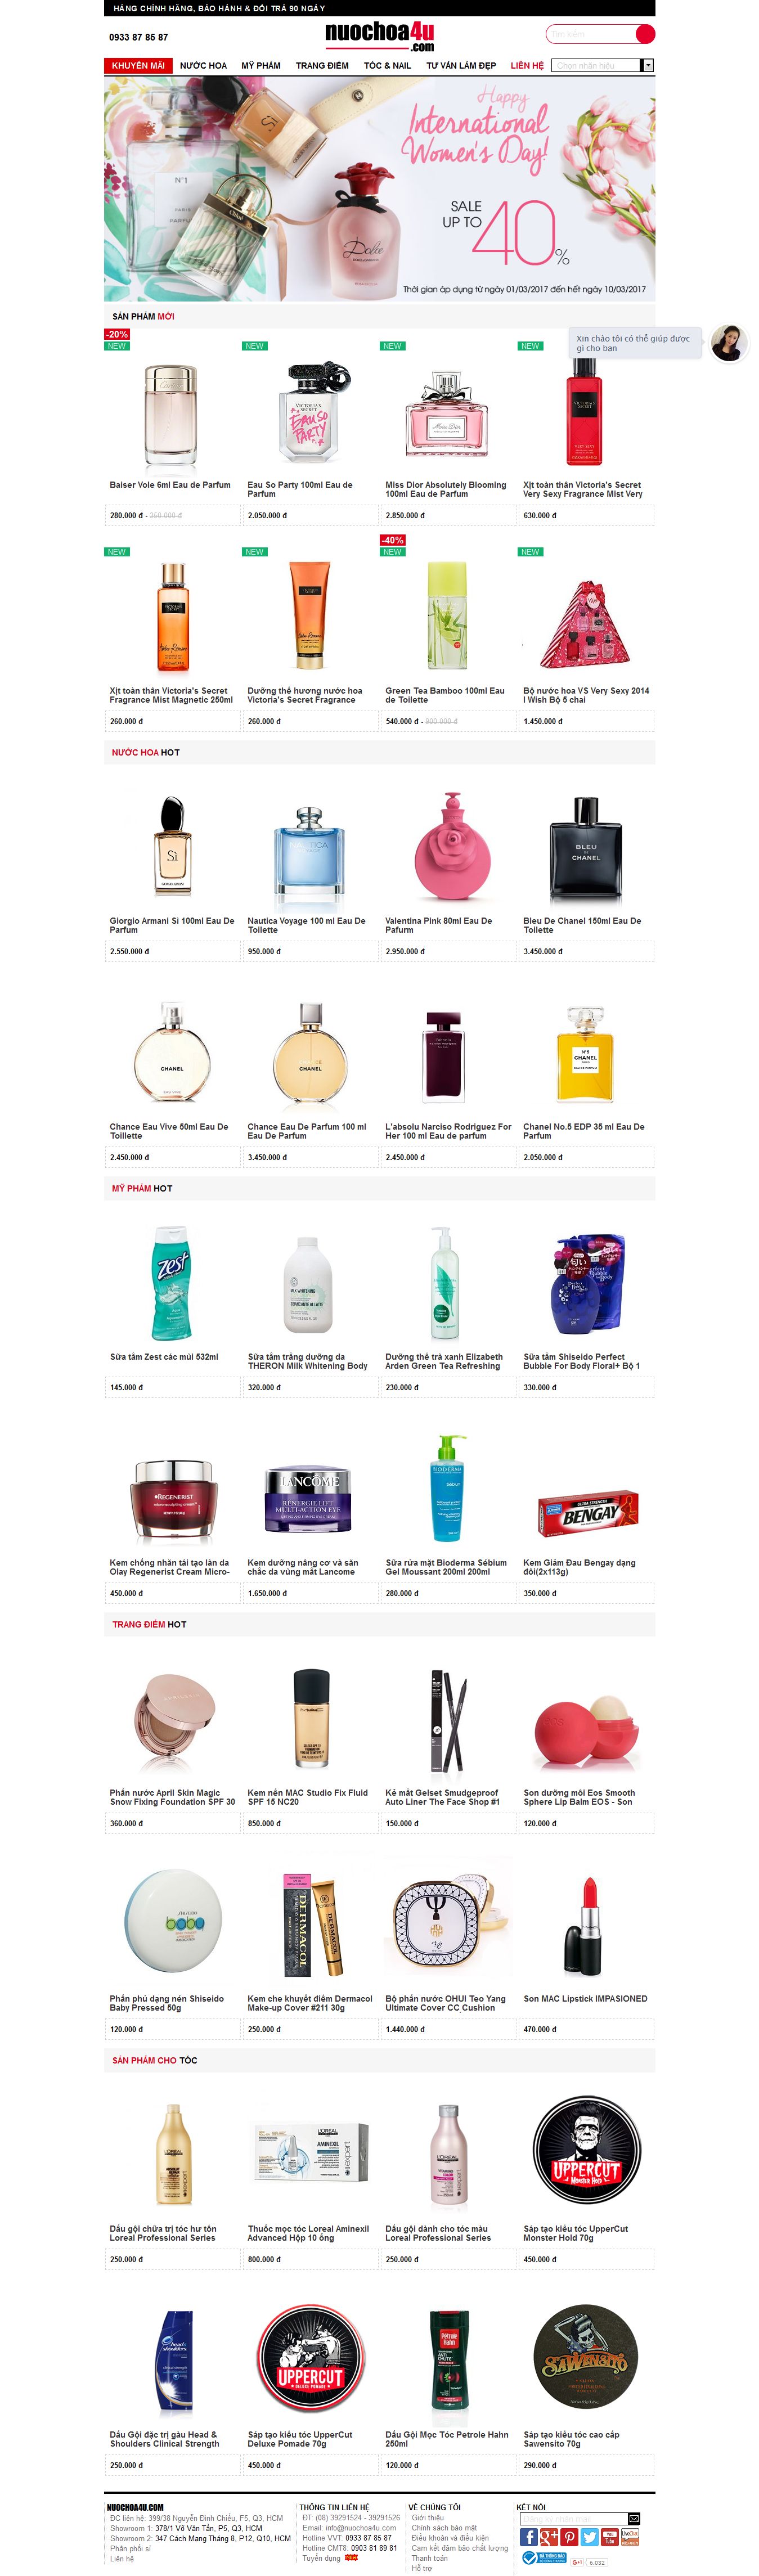 HÀNG CHÍNH HÃNG, BẢO HÀNH & ĐỔI TRẢ 90 NGÀY
0933 87 85 87
nuochoa4u
.com
Tìm kiếm
KHUYẾN MÃI
NƯỚC HOA
MỸ PHẨM
TRANG ĐIỂM
TÓC & NAIL
TƯ VẤN LÀM ĐẸP
LIÊN HỆ
Chọn nhãn hiệu
Happy
International
Women's Day!
SALE
UP TO
40%
Thời gian áp dụng từ ngày 01/03/2017 đến hết ngày 10/03/2017
SẢN PHẨM MỚI
Xin chào tôi có thể giúp được
gì cho bạn
-20%
NEW
NEW
NEW
NEW
Baiser Vole 6ml Eau de Parfum
280.000 đ - 350.000 đ
Eau So Party 100ml Eau de
Parfum
2.050.000 đ
Miss Dior Absolutely Blooming
100ml Eau de Parfum
2.850.000 đ
Xịt toàn thân Victoria's Secret
Very Sexy Fragrance Mist Very
630.000 đ
NEW
NEW
-40%
NEW
NEW
Xịt toàn thân Victoria's Secret
Fragrance Mist Magnetic 250ml
260.000 đ
Dưỡng thể hương nước hoa
Victoria's Secret Fragrance
260.000 đ
Green Tea Bamboo 100ml Eau
de Toilette
540.000 đ - 900.000 đ
Bộ nước hoa VS Very Sexy 2014
I Wish Bộ 5 chai
1.450.000 đ
NƯỚC HOA HOT
Giorgio Armani Sì 100ml Eau De
Parfum
2.550.000 đ
Nautica Voyage 100 ml Eau De
Toilette
950.000 đ
Valentina Pink 80ml Eau De
Pafurm
2.950.000 đ
Bleu De Chanel 150ml Eau De
Toilette
3.450.000 đ
Chance Eau Vive 50ml Eau De
Toillette
2.450.000 đ
Chance Eau De Parfum 100 ml
Eau De Parfum
3.450.000 đ
L'absolu Narciso Rodriguez For
Her 100 ml Eau de parfum
2.450.000 đ
Chanel No.5 EDP 35 ml Eau De
Parfum
2.050.000 đ
MỸ PHẨM HOT
Sữa tắm Zest các mùi 532ml
145.000 đ
Sữa tắm trắng dưỡng da
THERON Milk Whitening Body
320.000 đ
Dưỡng thể trà xanh Elizabeth
Arden Green Tea Refreshing
230.000 đ
Sữa tắm Shiseido Perfect
Bubble For Body Floral+ Bộ 1
330.000 đ
Kem chống nhăn tái tạo làn da
Olay Regenerist Cream Micro-
450.000 đ
Kem dưỡng nâng cơ và săn
chắc da vùng mắt Lancome
1.650.000 đ
Sữa rửa mặt Bioderma Sébium
Gel Moussant 200ml 200ml
280.000 đ
Kem Giảm Đau Bengay dạng
đôi(2x113g)
350.000 đ
TRANG ĐIỂM HOT
Phấn nước April Skin Magic
Snow Fixing Foundation SPF 30
360.000 đ
Kem nền MAC Studio Fix Fluid
SPF 15 NC20
850.000 đ
Kẻ mắt Gelset Smudgeproof
Auto Liner The Face Shop #1
150.000 đ
Son dưỡng môi Eos Smooth
Sphere Lip Balm EOS - Son
120.000 đ
Phấn phủ dạng nén Shiseido
Baby Pressed 50g
120.000 đ
Kem che khuyết điểm Dermacol
Make-up Cover #211 30g
250.000 đ
Bộ phấn nước OHUI Teo Yang
Ultimate Cover CC Cushion
1.440.000 đ
Son MAC Lipstick IMPASIONED
470.000 đ
SẢN PHẨM CHO TÓC
Dầu gội chữa trị tóc hư tổn
Loreal Professional Series
250.000 đ
Thuốc mọc tóc Loreal Aminexil
Advanced Hộp 10 ống
800.000 đ
Dầu gội dành cho tóc màu
Loreal Professional Series
250.000 đ
Sáp tạo kiểu tóc UpperCut
Monster Hold 70g
450.000 đ
Dầu Gội đặc trị gàu Head &
Shoulders Clinical Strength
250.000 đ
Sáp tạo kiểu tóc UpperCut
Deluxe Pomade 70g
450.000 đ
Dầu Gội Mọc Tóc Petrole Hahn
250ml
120.000 đ
Sáp tạo kiểu tóc cao cấp
Sawensito 70g
290.000 đ
NUOCHOA4U.COM
ĐC liên hệ: 399/38 Nguyễn Đình Chiểu, F5, Q3, HCM
Showroom 1: 378/1 Võ Văn Tần, P5, Q3, HCM
Showroom 2: 347 Cách Mạng Tháng 8, P12, Q10, HCM
Phân phối sỉ
Liên hệ
THÔNG TIN LIÊN HỆ
ĐT: (08) 39291524 - 39291526
Email: info@nuochoa4u.com
Hotline VVT: 0933 87 85 87
Hotline CMT8: 0903 81 89 81
Tuyển dụng
VỀ CHÚNG TÔI
Giới thiệu
Chính sách bảo mật
Điều khoản và điều kiện
Cam kết đảm bảo chất lượng
Thanh toán
Hỗ trợ
KẾT NỐI
6.032